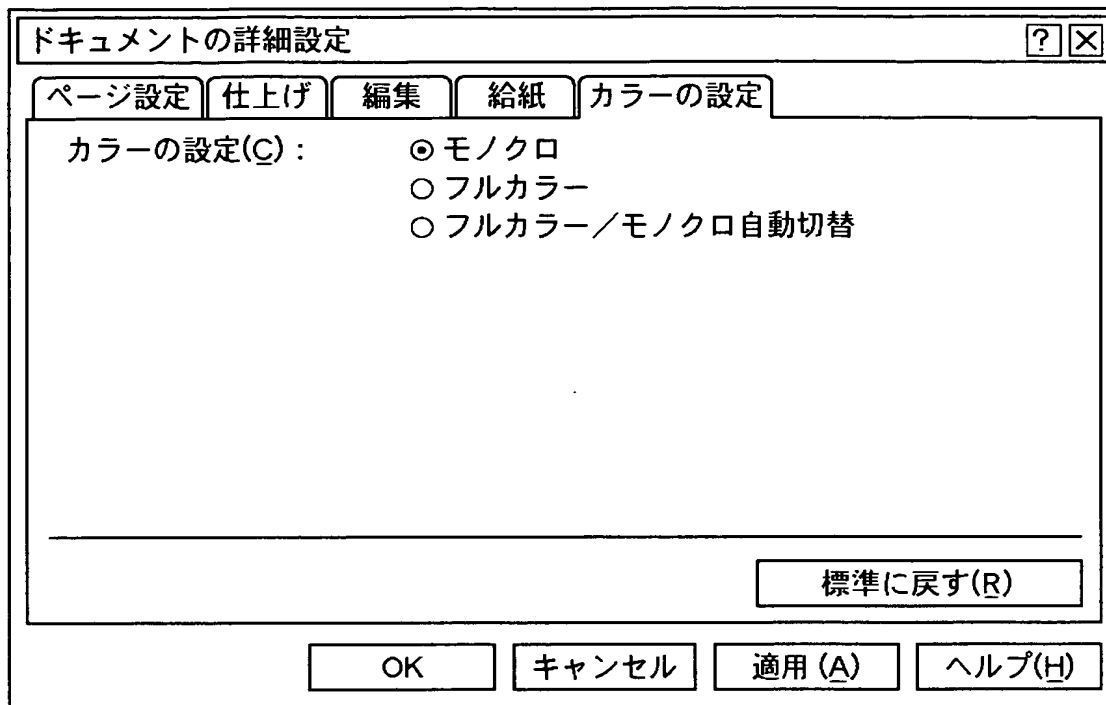 ドキュメントの詳細設定 ? ×
ページ設定 仕上げ 編集 給紙 カラーの設定
カラーの設定(C)： モノクロ
フルカラー
フルカラー／モノクロ自動切替
標準に戻す(R)
OK キャンセル 適用(A) ヘルプ(H)